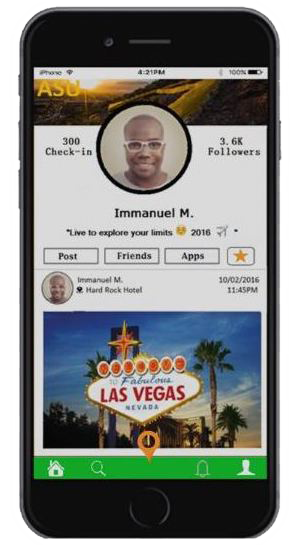 iPhone 4:21PM 100%
ASU
300 3.6K
Check-in Followers
Immanuel M.
"Live to explore your limits 😊 2016 ✈ "
Post Friends Apps
Immanuel M. 10/02/2016
Hard Rock Hotel 11:45PM
WELCOME
To Fabulous
LAS VEGAS
NEVADA